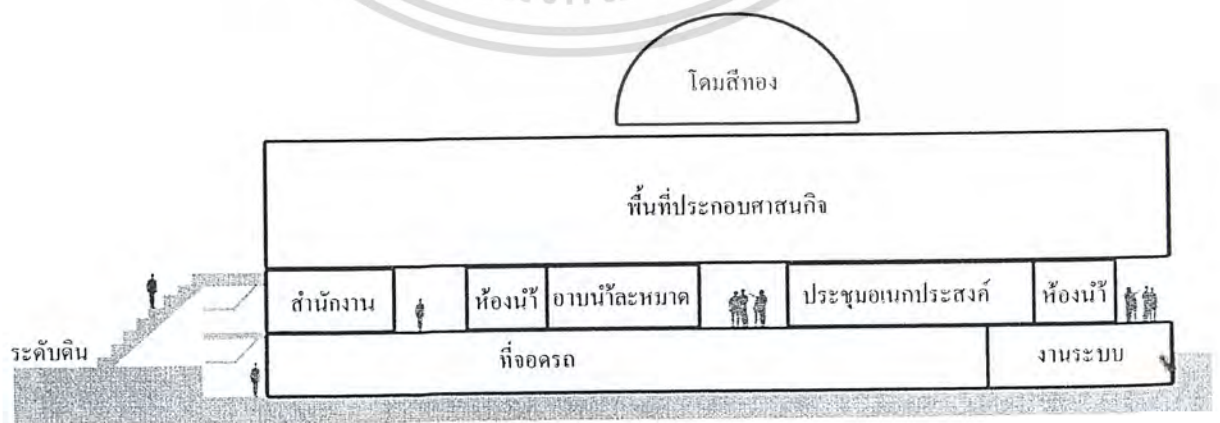 โดมสีทอง
พื้นที่ประกอบศาสนกิจ
สำนักงาน
ห้องน้ำ
อาบน้ำละหมาด
ประชุมอเนกประสงค์
ห้องน้ำ
ระดับดิน
ที่จอดรถ
งานระบบ